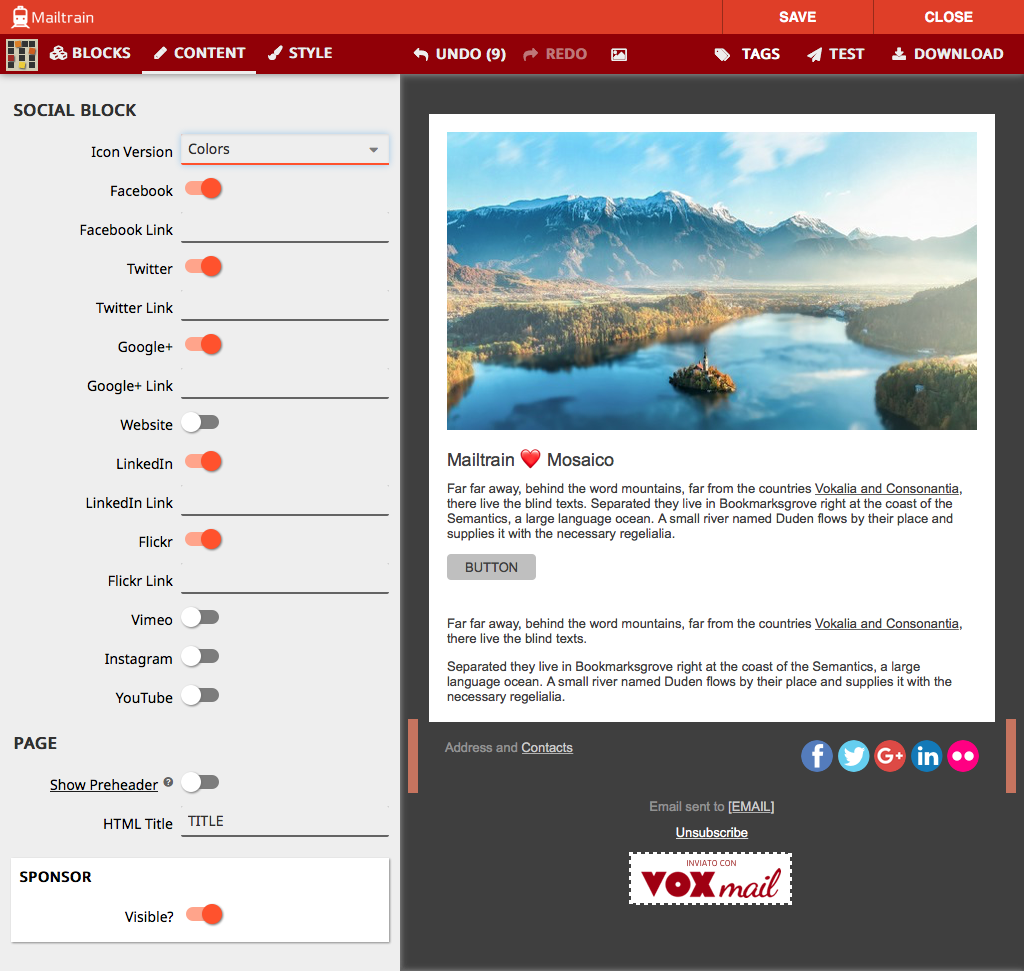 Mailtrain
SAVE
CLOSE
BLOCKS
CONTENT
STYLE
UNDO (9)
REDO
TAGS
TEST
DOWNLOAD
SOCIAL BLOCK
Icon Version
Colors
Facebook
Facebook Link
Twitter
Twitter Link
Google+
Google+ Link
Website
LinkedIn
LinkedIn Link
Flickr
Flickr Link
Vimeo
Instagram
YouTube
PAGE
Show Preheader ?
HTML Title
TITLE
SPONSOR
Visible?
Mailtrain ❤️ Mosaico
Far far away, behind the word mountains, far from the countries Vokalia and Consonantia,
there live the blind texts. Separated they live in Bookmarksgrove right at the coast of the
Semantics, a large language ocean. A small river named Duden flows by their place and
supplies it with the necessary regelialia.
BUTTON
Far far away, behind the word mountains, far from the countries Vokalia and Consonantia,
there live the blind texts.
Separated they live in Bookmarksgrove right at the coast of the Semantics, a large
language ocean. A small river named Duden flows by their place and supplies it with the
necessary regelialia.
Address and Contacts
f
G+
in
Email sent to [EMAIL]
Unsubscribe
INVIATO CON
VOXmail